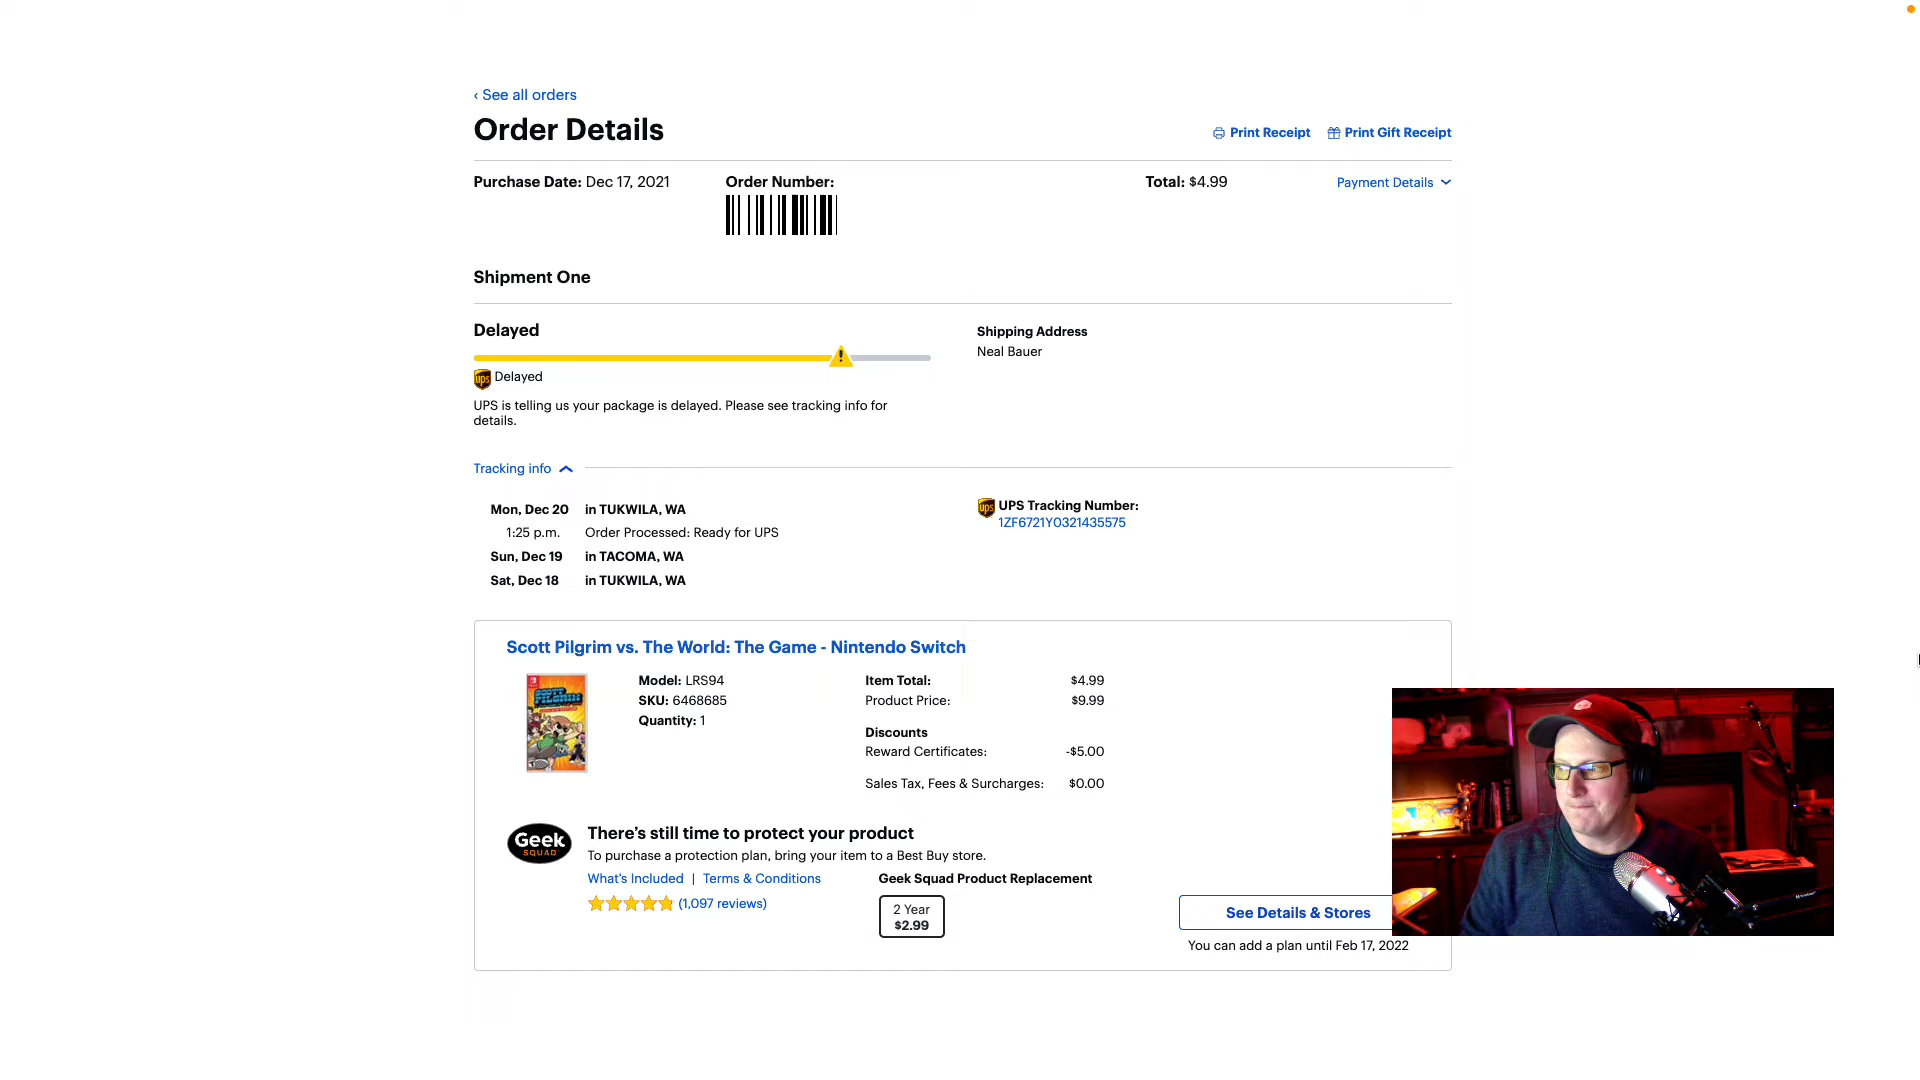 ‹ See all orders
Order Details
Print Receipt
Print Gift Receipt
Purchase Date: Dec 17, 2021
Order Number:
Total: $4.99
Payment Details
Shipment One
Delayed
Shipping Address
Neal Bauer
ups Delayed
UPS is telling us your package is delayed. Please see tracking info for
details.
Tracking info
Mon, Dec 20 in TUKWILA, WA
1:25 p.m. Order Processed: Ready for UPS
Sun, Dec 19 in TACOMA, WA
Sat, Dec 18 in TUKWILA, WA
ups UPS Tracking Number:
1ZF6721Y0321435575
Scott Pilgrim vs. The World: The Game - Nintendo Switch
SCOTT
PILGRIM
Model: LRS94
SKU: 6468685
Quantity: 1
Item Total: $4.99
Product Price: $9.99
Discounts
Reward Certificates: -$5.00
Sales Tax, Fees & Surcharges: $0.00
Geek
SQUAD
There's still time to protect your product
To purchase a protection plan, bring your item to a Best Buy store.
What's Included | Terms & Conditions
(1,097 reviews)
Geek Squad Product Replacement
2 Year
$2.99
See Details & Stores
You can add a plan until Feb 17, 2022